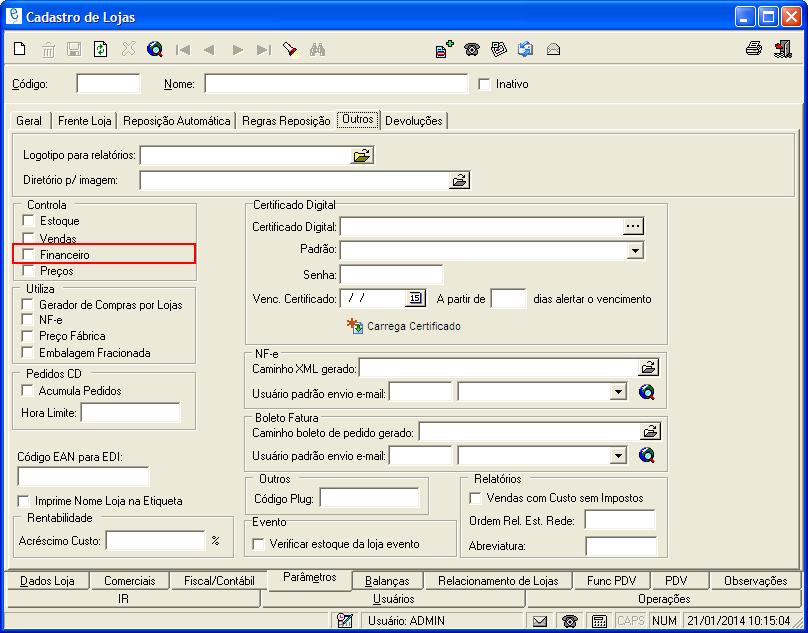 Cadastro de Lojas
Código: Nome: Inativo
Geral Frente Loja Reposição Automática Regras Reposição Outros Devoluções
Logotipo para relatórios:
Diretório p/ imagem:
Controla
Estoque
Vendas
Financeiro
Preços
Utiliza
Gerador de Compras por Lojas
NF-e
Preço Fábrica
Embalagem Fracionada
Pedidos CD
Acumula Pedidos
Hora Limite:
Código EAN para EDI:
Imprime Nome Loja na Etiqueta
Rentabilidade
Acréscimo Custo: %
Certificado Digital
Certificado Digital: ...
Padrão:
Senha:
Venc. Certificado: / / 15 A partir de dias alertar o vencimento
Carrega Certificado
NF-e
Caminho XML gerado:
Usuário padrão envio e-mail:
Boleto Fatura
Caminho boleto de pedido gerado:
Usuário padrão envio e-mail:
Outros
Código Plug:
Evento
Verificar estoque da loja evento
Relatórios
Vendas com Custo sem Impostos
Ordem Rel. Est. Rede:
Abreviatura:
Dados Loja Comerciais Fiscal/Contábil Parâmetros Balanças Relacionamento de Lojas Func PDV PDV Observações
IR Usuários Operações
Usuário: ADMIN CAPS NUM 21/01/2014 10:15:04